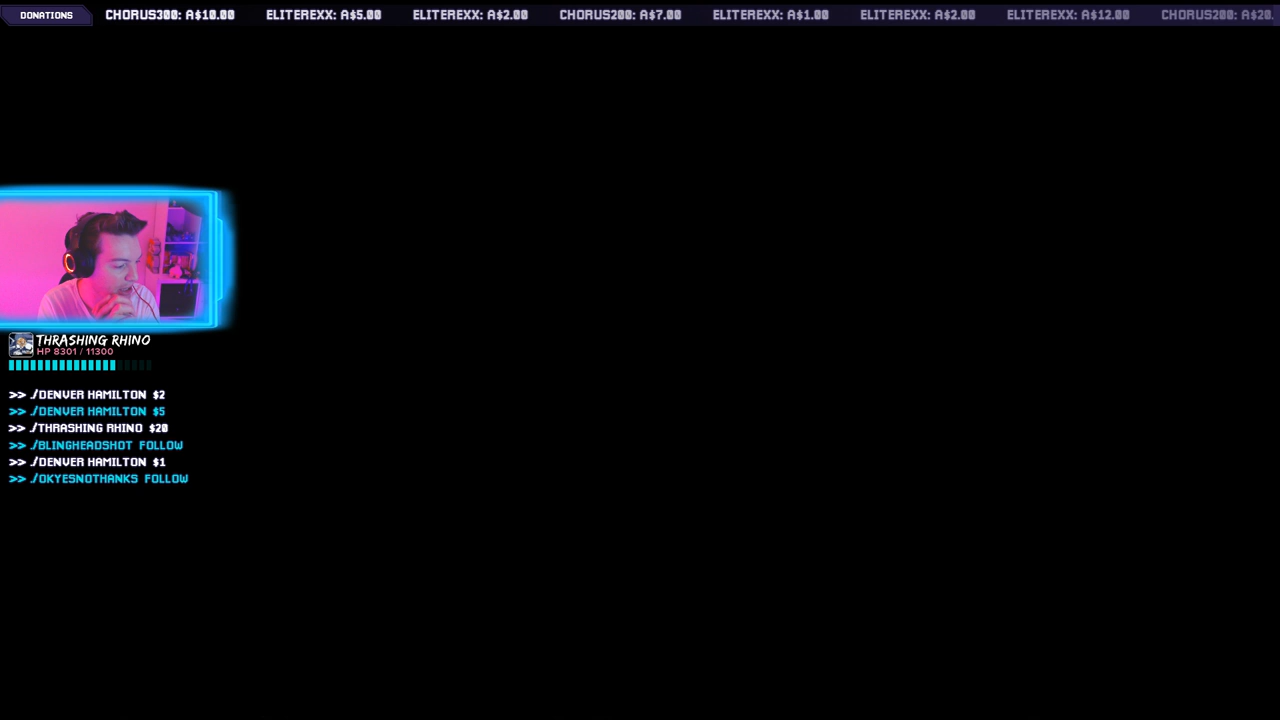 DONATIONS CHORUS300: A$10.00 ELITEREXX: A$5.00 ELITEREXX: A$2.00 CHORUS200: A$7.00 ELITEREXX: A$1.00 ELITEREXX: A$2.00 ELITEREXX: A$12.00 CHORUS200: A$20.
THRASHING RHINO
HP 8301 / 11300
>> ./DENVER HAMILTON $2
>> ./DENVER HAMILTON $5
>> ./THRASHING RHINO $20
>> ./BLINGHEADSHOT FOLLOW
>> ./DENVER HAMILTON $1
>> ./OKYESNOTHANKS FOLLOW